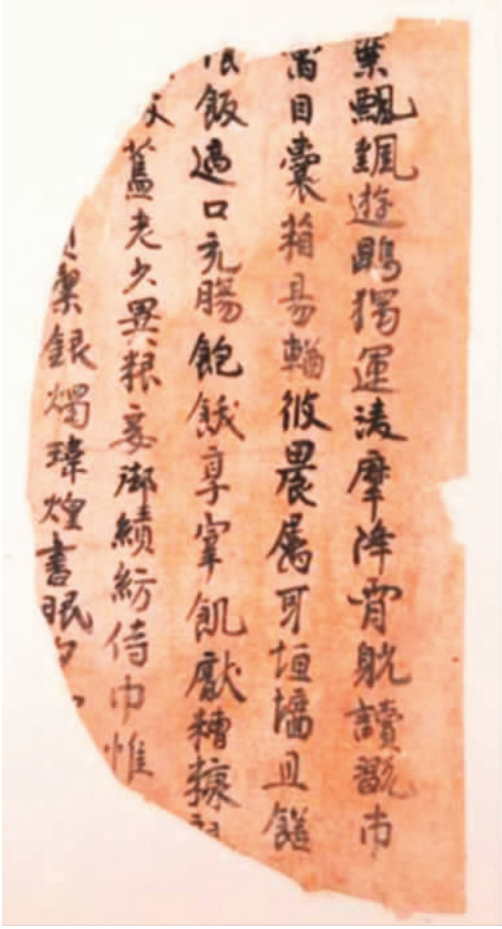 葉飄颻遊鵾獨運淩摩降霄躭讀翫市
目囊箱易輶攸畏属耳垣墻且饍
飯適口充腸飽飫享宰飢猒糟糠
舊老少異粮妾御績紡侍巾帷
潔銀燭煒煌晝眠夕